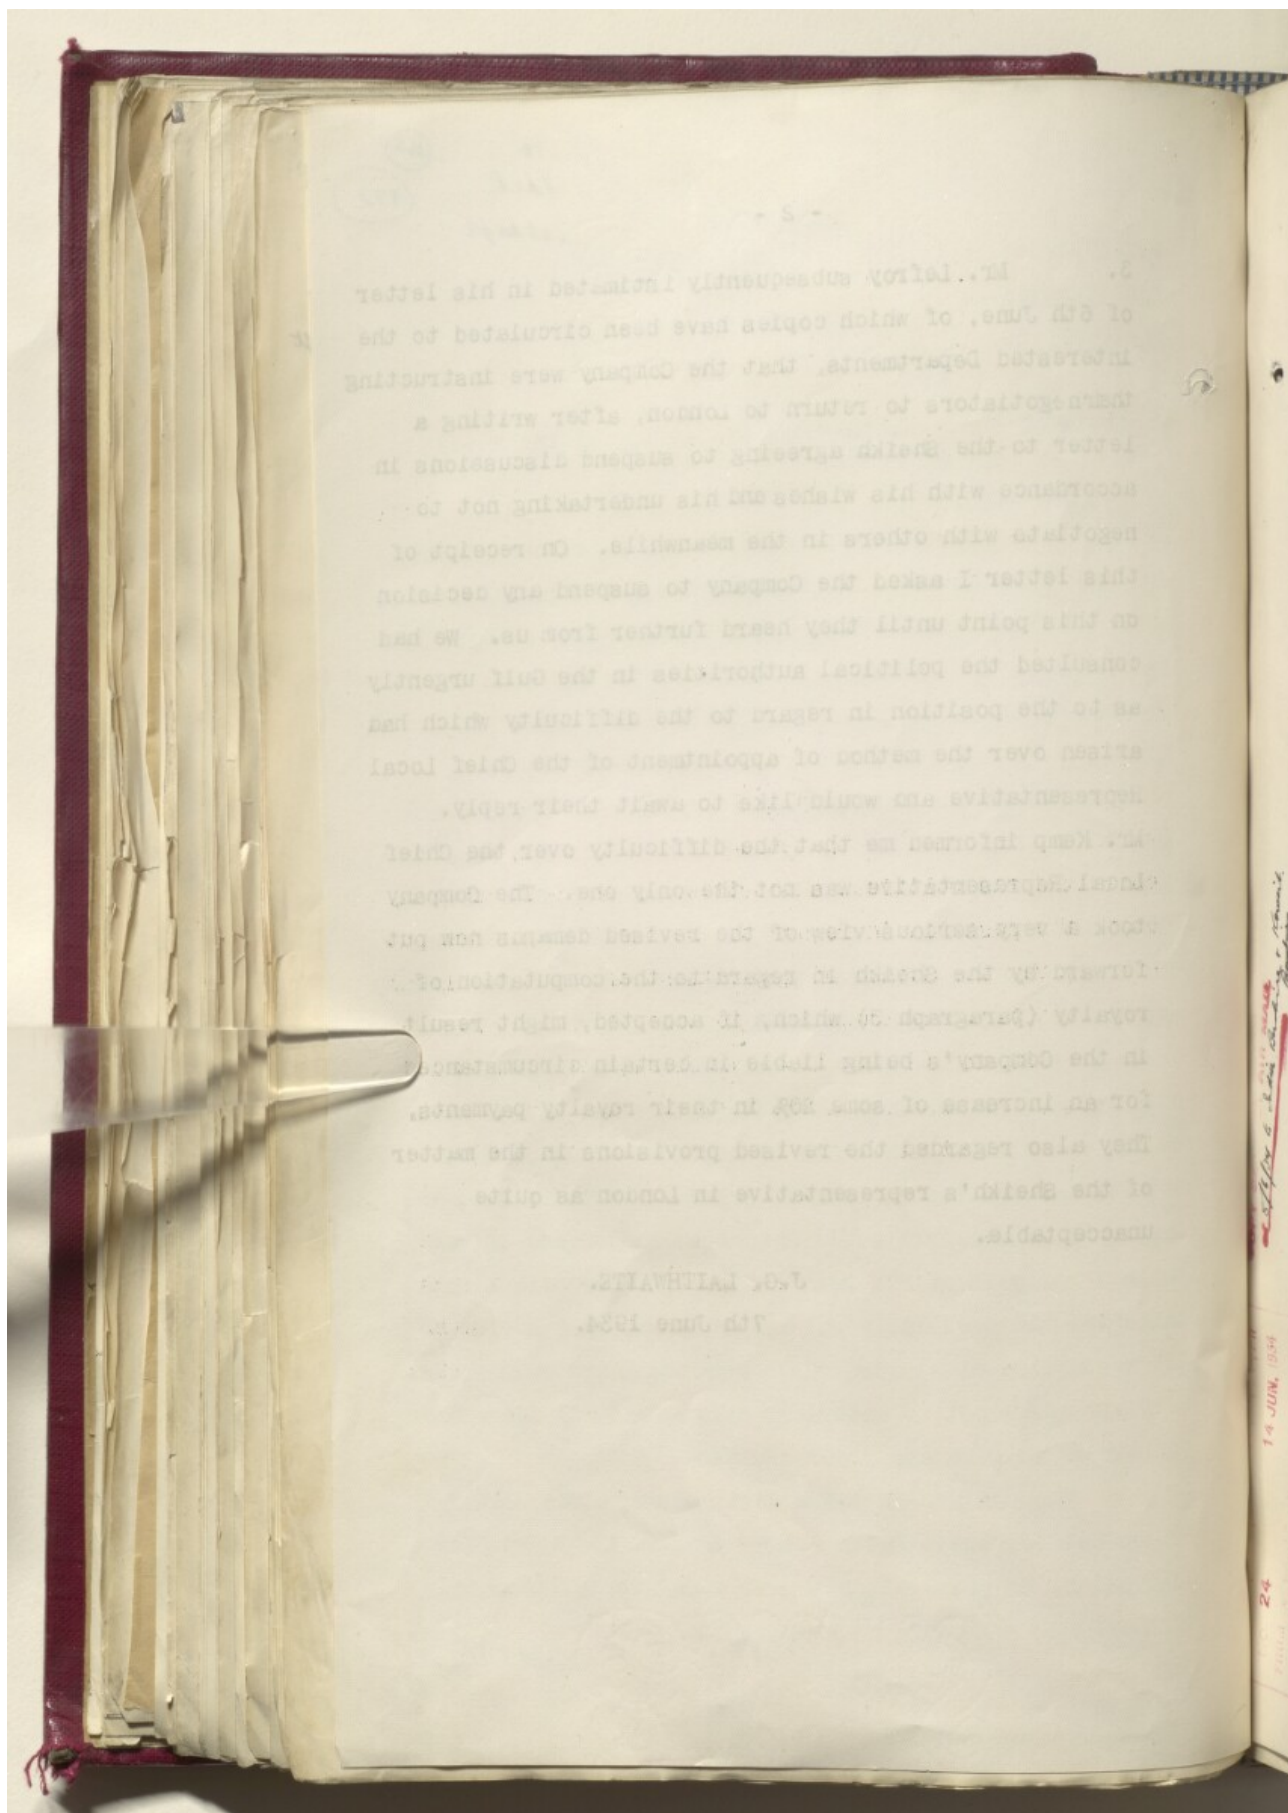 - 2 -
3. Mr. Lefroy subsequently intimated in his letter
of 6th June, of which copies have been circulated to the
interested Departments, that the Company were instructing
their negotiators to return to London, after writing a
letter to the Sheikh agreeing to suspend discussions in
accordance with his wishes and his undertaking not to
negotiate with others in the meanwhile. On receipt of
this letter I asked the Company to suspend any decision
on this point until they heard further from us. We had
consulted the political authorities in the Gulf urgently
as to the position in regard to the difficulty which had
arisen over the method of appointment of the Chief Local
Representative and would like to await their reply.
Mr. Kemp informed me that the difficulty over the Chief
Local Representative was not the only one. The Company
took a very serious view of the revised demands now put
forward by the Sheikh in regard to the computation of
royalty (paragraph 3) which, if accepted, might result
in the Company's being liable in certain circumstances
for an increase of some 20% in their royalty payments.
They also regarded the revised provisions in the matter
of the Sheikh's representative in London as quite
unacceptable.
J.G. LAITHWAITE.
7th June 1934.
14 JUN. 1934
24